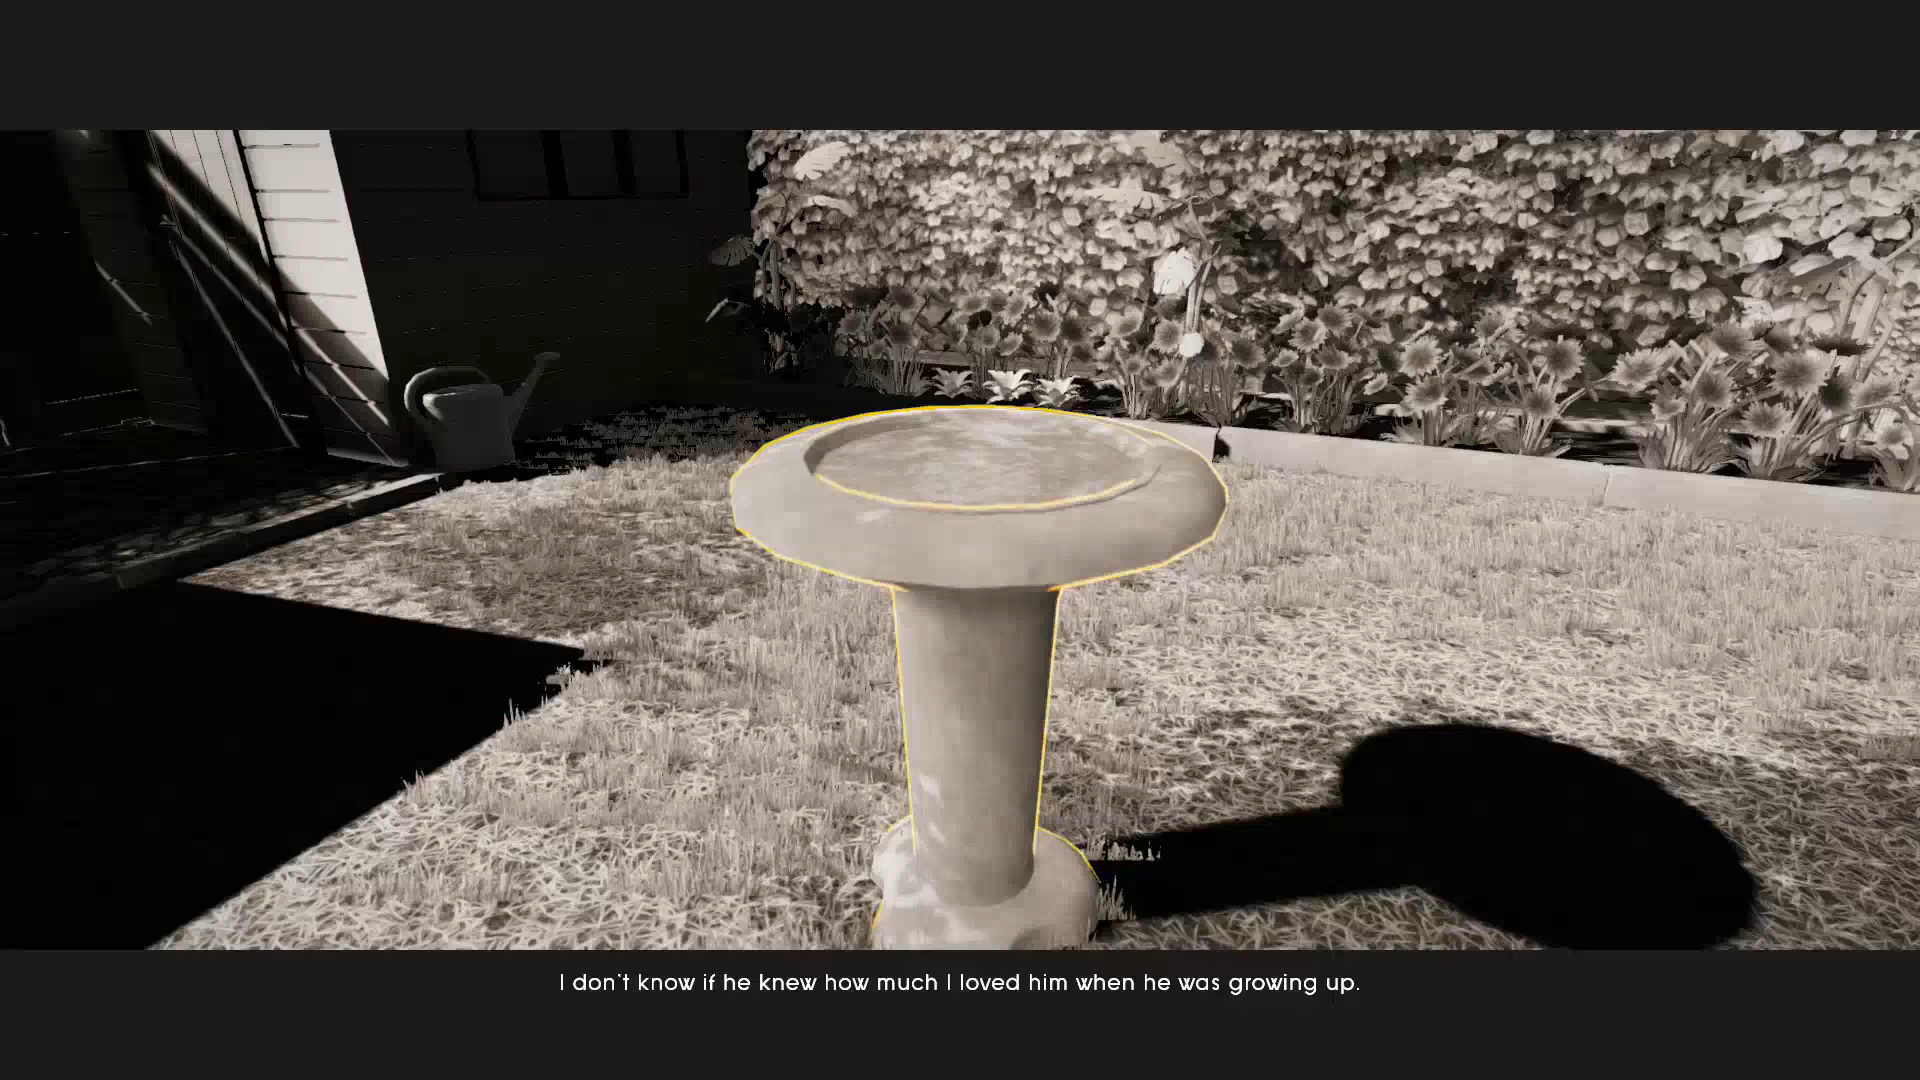 I don't know if he knew how much I loved him when he was growing up.